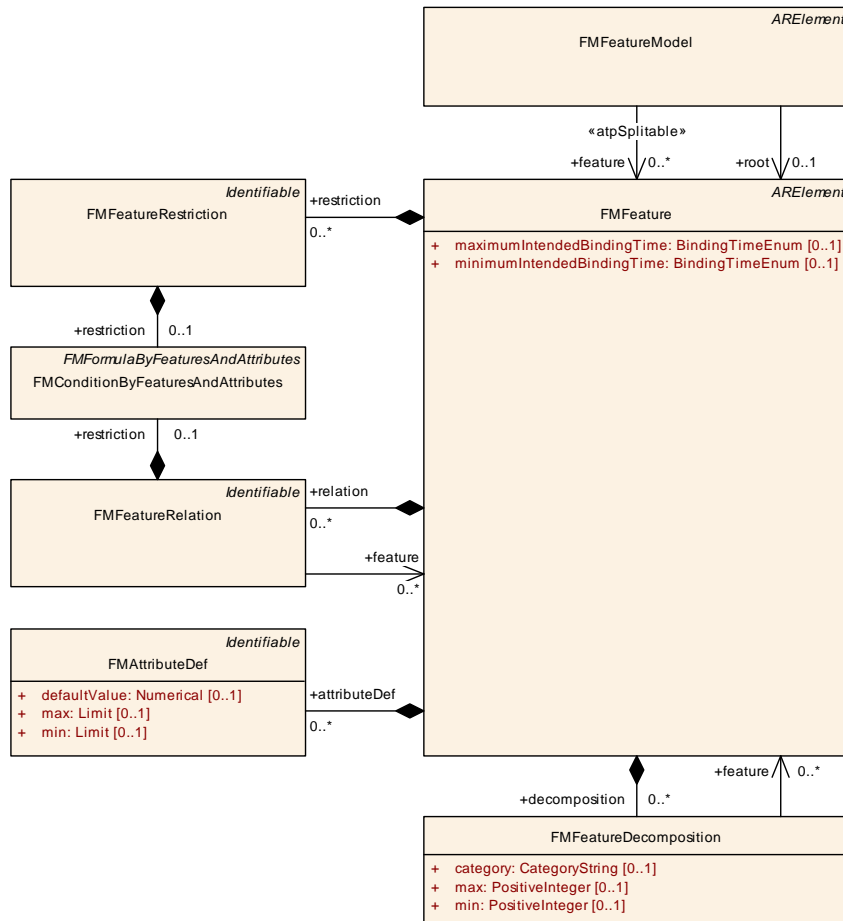 ARElement
FMFeatureModel
«atpSplitable»
+feature 0..*
+root 0..1
Identifiable
FMFeatureRestriction
+restriction
0..*
ARElement
FMFeature
+ maximumIntendedBindingTime: BindingTimeEnum [0..1]
+ minimumIntendedBindingTime: BindingTimeEnum [0..1]
+restriction 0..1
FMFormulaByFeaturesAndAttributes
FMConditionByFeaturesAndAttributes
+restriction 0..1
Identifiable
FMFeatureRelation
+relation
0..*
+feature
0..*
Identifiable
FMAttributeDef
+ defaultValue: Numerical [0..1]
+ max: Limit [0..1]
+ min: Limit [0..1]
+attributeDef
0..*
+feature 0..*
+decomposition 0..*
FMFeatureDecomposition
+ category: CategoryString [0..1]
+ max: PositiveInteger [0..1]
+ min: PositiveInteger [0..1]